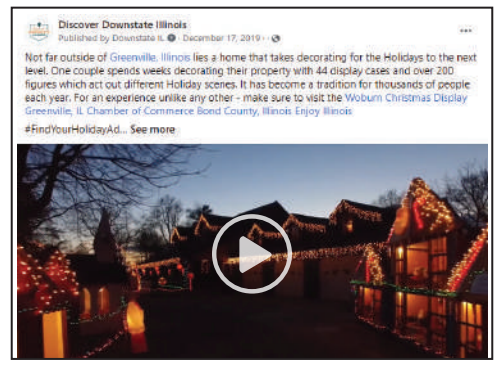 Discover Downstate Illinois
Published by Downstate IL · December 17, 2019 ·
Not far outside of Greenville, Illinois lies a home that takes decorating for the Holidays to the next
level. One couple spends weeks decorating their property with 44 display cases and over 200
figures which act out different Holiday scenes. It has become a tradition for thousands of people
each year. For an experience unlike any other - make sure to visit the Woburn Christmas Display
Greenville, IL Chamber of Commerce Bond County, Illinois Enjoy Illinois
#FindYourHolidayAd... See more